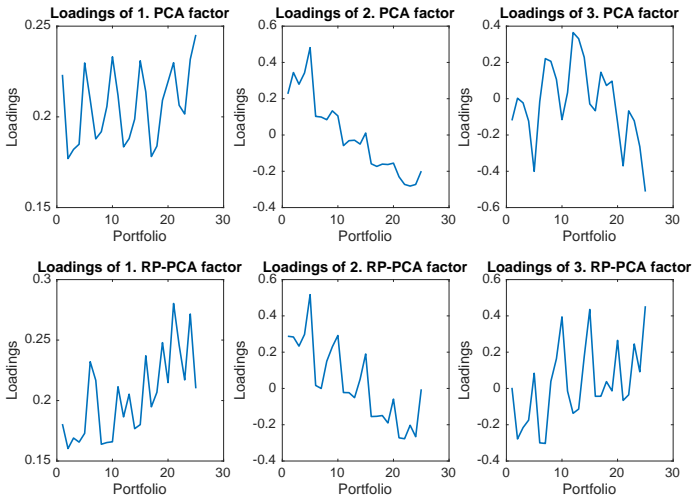 Loadings of 1. PCA factor
Loadings of 2. PCA factor
Loadings of 3. PCA factor
0.25
0.2
0.15
Loadings
0 10 20 30
Portfolio
0.6
0.4
0.2
0
-0.2
-0.4
Loadings
0 10 20 30
Portfolio
0.4
0.2
0
-0.2
-0.4
-0.6
Loadings
0 10 20 30
Portfolio
Loadings of 1. RP-PCA factor
Loadings of 2. RP-PCA factor
Loadings of 3. RP-PCA factor
0.3
0.25
0.2
0.15
Loadings
0 10 20 30
Portfolio
0.6
0.4
0.2
0
-0.2
-0.4
Loadings
0 10 20 30
Portfolio
0.6
0.4
0.2
0
-0.2
-0.4
Loadings
0 10 20 30
Portfolio